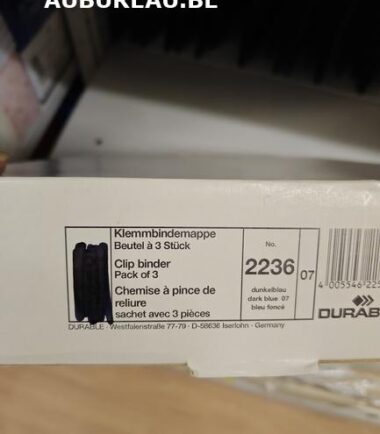 AUBUREAU.BE
Klemmbindemappe
Beutel à 3 Stück
Clip binder
Pack of 3
Chemise à pince de
reliure
sachet avec 3 pièces
No.
2236
dunkelblau
dark blue 07
bleu foncé
07
DURAB
DURABLE · Westfalenstraße 77-79 · D-58636 Iserlohn · Germany